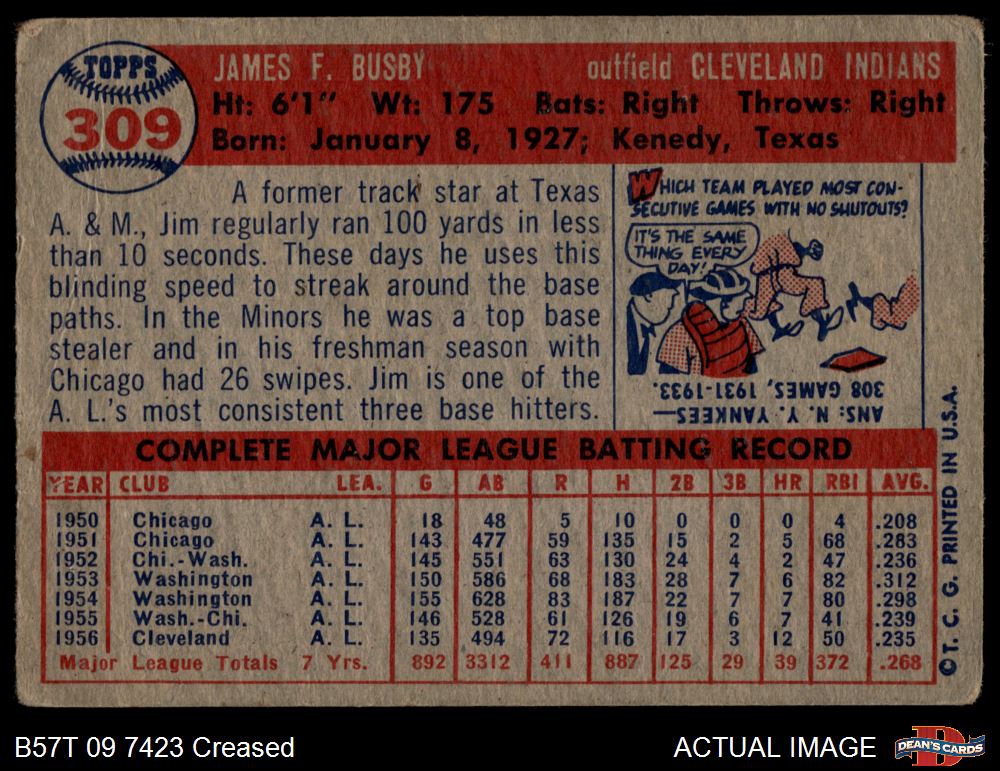 TOPPS
309
JAMES F. BUSBY outfield CLEVELAND INDIANS
Ht: 6'1" Wt: 175 Bats: Right Throws: Right
Born: January 8, 1927; Kenedy, Texas
A former track star at Texas
A. & M., Jim regularly ran 100 yards in less
than 10 seconds. These days he uses this
blinding speed to streak around the base
paths. In the Minors he was a top base
stealer and in his freshman season with
Chicago had 26 swipes. Jim is one of the
A. L.'s most consistent three base hitters.
WHICH TEAM PLAYED MOST CON-
SECUTIVE GAMES WITH NO SHUTOUTS?
IT'S THE SAME
THING EVERY
DAY!
ANS: N. Y. YANKEES—
308 GAMES, 1931-1933.
COMPLETE MAJOR LEAGUE BATTING RECORD
YEAR CLUB LEA. G AB R H 2B 3B HR RBI AVG.
1950 Chicago A. L. 18 48 5 10 0 0 0 4 .208
1951 Chicago A. L. 143 477 59 135 15 2 5 68 .283
1952 Chi.-Wash. A. L. 145 551 63 130 24 4 2 47 .236
1953 Washington A. L. 150 586 68 183 28 7 6 82 .312
1954 Washington A. L. 155 628 83 187 22 7 7 80 .298
1955 Wash.-Chi. A. L. 146 528 61 126 19 6 7 41 .239
1956 Cleveland A. L. 135 494 72 116 17 3 12 50 .235
Major League Totals 7 Yrs. 892 3312 411 887 125 29 39 372 .268
©T. C. G. PRINTED IN U.S.A.
B57T 09 7423 Creased
ACTUAL IMAGE
D
DEAN'S CARDS